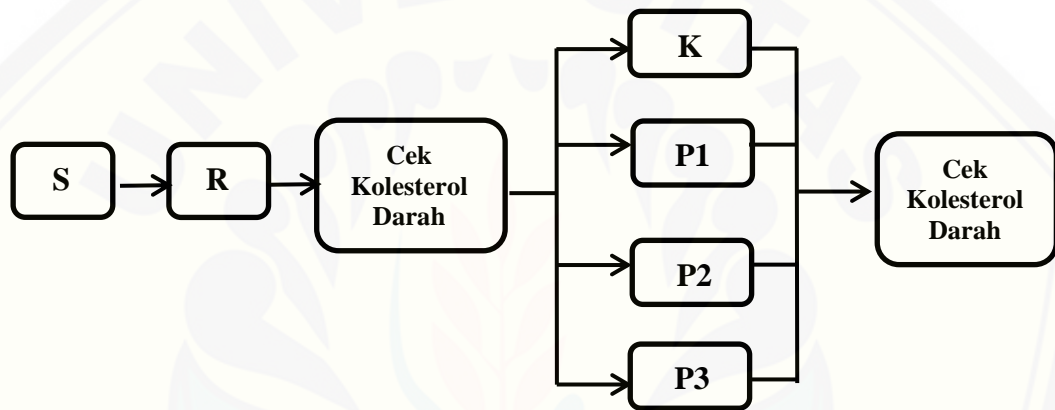 S
R
Cek
Kolesterol
Darah
K
P1
P2
P3
Cek
Kolesterol
Darah